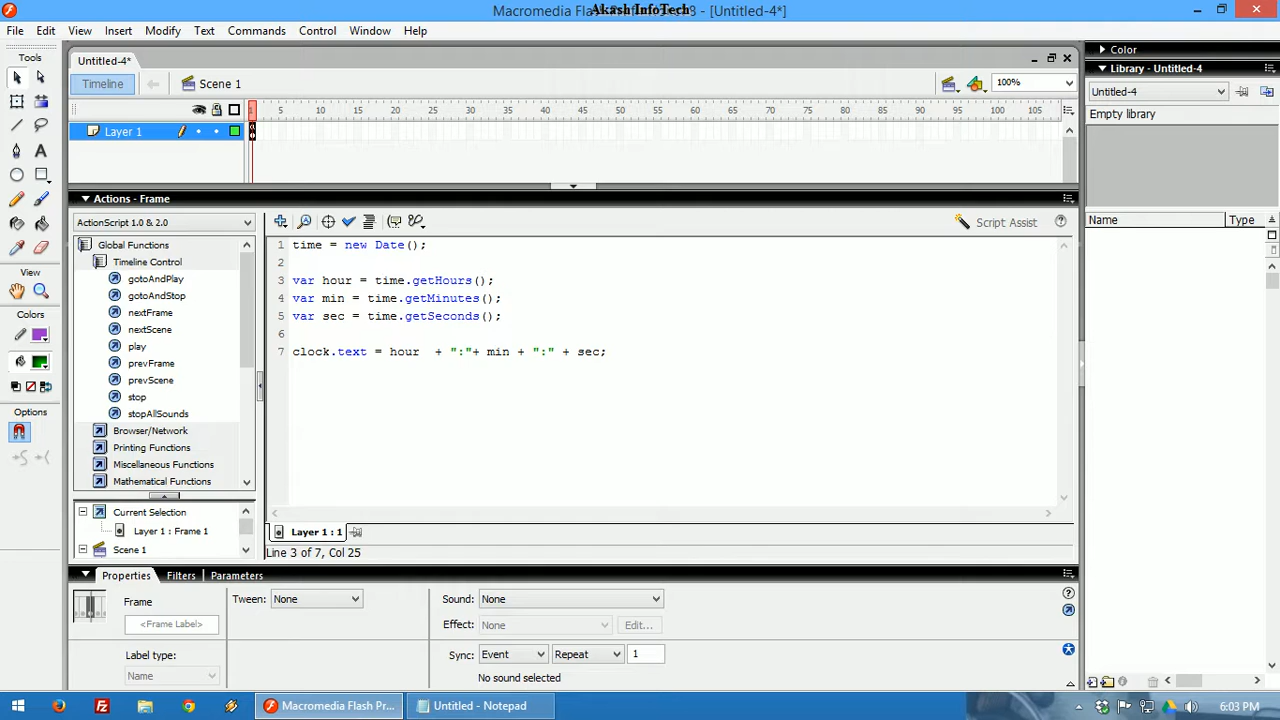 Akash InfoTech
Macromedia Flash Pr 8 - [Untitled-4*]
File Edit View Insert Modify Text Commands Control Window Help
Tools
Untitled-4*
Timeline
Scene 1
100%
5 10 15 20 25 30 35 40 45 50 55 60 65 70 75 80 85 90 95 100 105
Layer 1
Actions - Frame
ActionScript 1.0 & 2.0
Script Assist
Global Functions
Timeline Control
gotoAndPlay
gotoAndStop
nextFrame
nextScene
play
prevFrame
prevScene
stop
stopAllSounds
Browser/Network
Printing Functions
Miscellaneous Functions
Mathematical Functions
Current Selection
Layer 1 : Frame 1
Scene 1
1 time = new Date();
2
3 var hour = time.getHours();
4 var min = time.getMinutes();
5 var sec = time.getSeconds();
6
7 clock.text = hour  + ":"+ min + ":" + sec;
Layer 1 : 1
Line 3 of 7, Col 25
View
Colors
Options
Properties Filters Parameters
Frame
<Frame Label>
Label type:
Name
Tween: None
Sound: None
Effect: None Edit...
Sync: Event Repeat 1
No sound selected
Color
Library - Untitled-4
Untitled-4
Empty library
Name Type
Macromedia Flash Pr...
Untitled - Notepad
6:03 PM